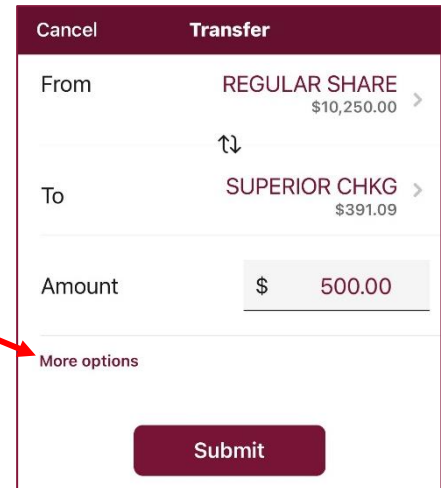 Cancel Transfer
From REGULAR SHARE
$10,250.00
To SUPERIOR CHKG
$391.09
Amount $ 500.00
More options
Submit